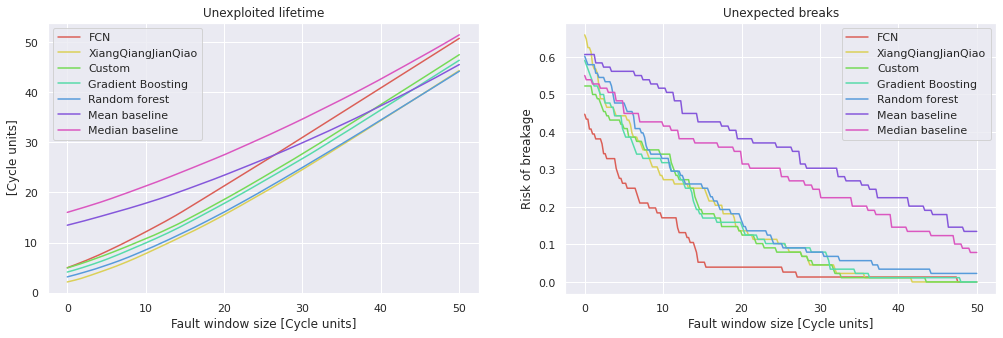 Unexploited lifetime
[Cycle units]
50
40
30
20
10
0
FCN
XiangQiangJianQiao
Custom
Gradient Boosting
Random forest
Mean baseline
Median baseline
0 10 20 30 40 50
Fault window size [Cycle units]
Unexpected breaks
Risk of breakage
0.6
0.5
0.4
0.3
0.2
0.1
0.0
FCN
XiangQiangJianQiao
Custom
Gradient Boosting
Random forest
Mean baseline
Median baseline
0 10 20 30 40 50
Fault window size [Cycle units]